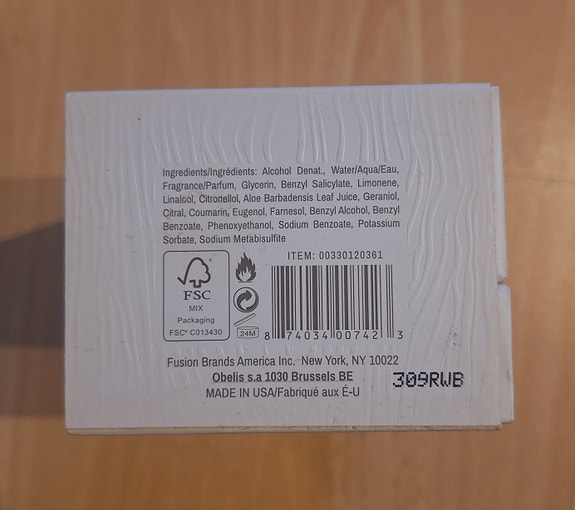 Ingredients/Ingrédients: Alcohol Denat., Water/Aqua/Eau,
Fragrance/Parfum, Glycerin, Benzyl Salicylate, Limonene,
Linalool, Citronellol, Aloe Barbadensis Leaf Juice, Geraniol,
Citral, Coumarin, Eugenol, Farnesol, Benzyl Alcohol, Benzyl
Benzoate, Phenoxyethanol, Sodium Benzoate, Potassium
Sorbate, Sodium Metabisulfite
ITEM: 00330120361
FSC
MIX
Packaging
FSC® C013430
24M
8 74034 00742 3
Fusion Brands America Inc. New York, NY 10022
Obelis s.a 1030 Brussels BE
MADE IN USA/Fabriqué aux É-U
309RWB